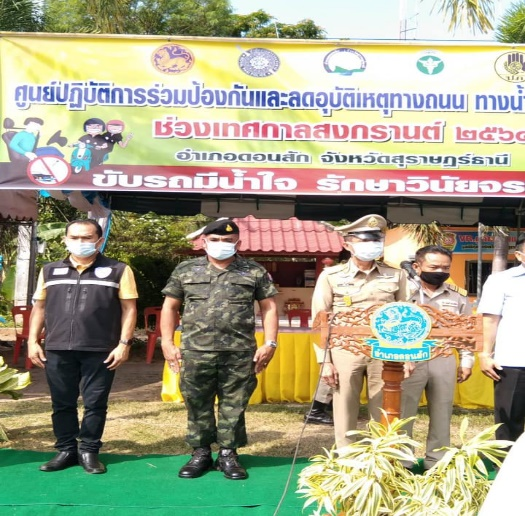 ศูนย์ปฏิบัติการร่วมป้องกันและลดอุบัติเหตุทางถนน ทางน้ำ
ช่วงเทศกาลสงกรานต์
อำเภอดอนสัก จังหวัดสุราษฎร์ธานี
ขับรถมีน้ำใจ รักษาวินัยจร
อำเภอดอนสัก